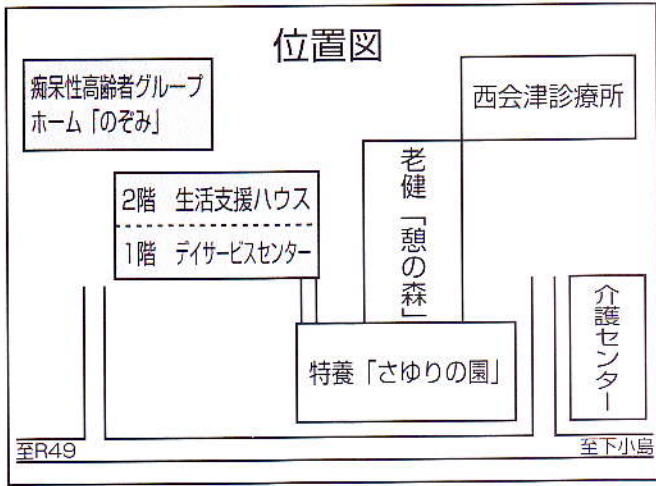 位置図
痴呆性高齢者グループ
ホーム「のぞみ」
西会津診療所
老健「憩の森」
2階　生活支援ハウス
1階　デイサービスセンター
介護センター
特養「さゆりの園」
至R49
至下小島